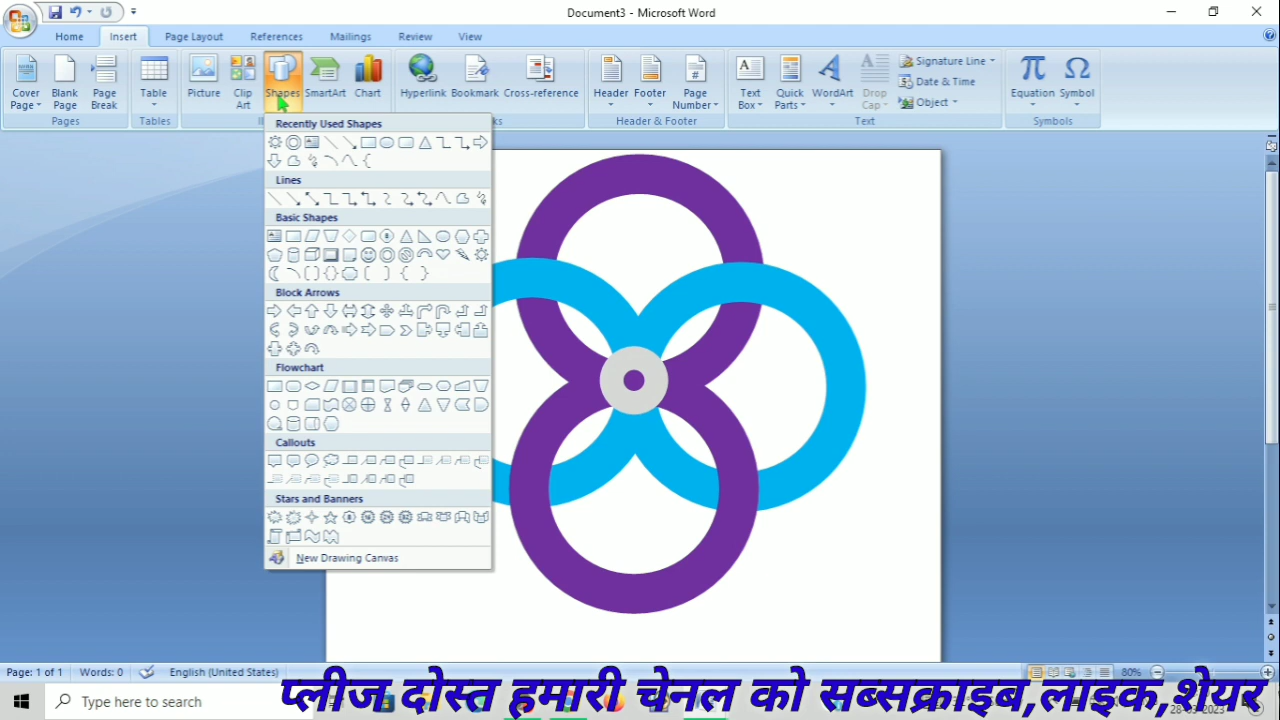 Document3 - Microsoft Word
Home Insert Page Layout References Mailings Review View
Cover Page Blank Page Page Break Table Picture Clip Art Shapes SmartArt Chart Hyperlink Bookmark Cross-reference Header Footer Page Number Text Box Quick Parts WordArt Drop Cap Signature Line Date & Time Object Equation Symbol
Pages Tables Header & Footer Text Symbols
Recently Used Shapes
Lines
Basic Shapes
Block Arrows
Flowchart
Callouts
Stars and Banners
New Drawing Canvas
Page: 1 of 1 Words: 0 English (United States) 80%
Type here to search
प्लीज दोस्त हमारी चेनल को सब्सक्राइब,लाइक,शेयर
28-03-2023